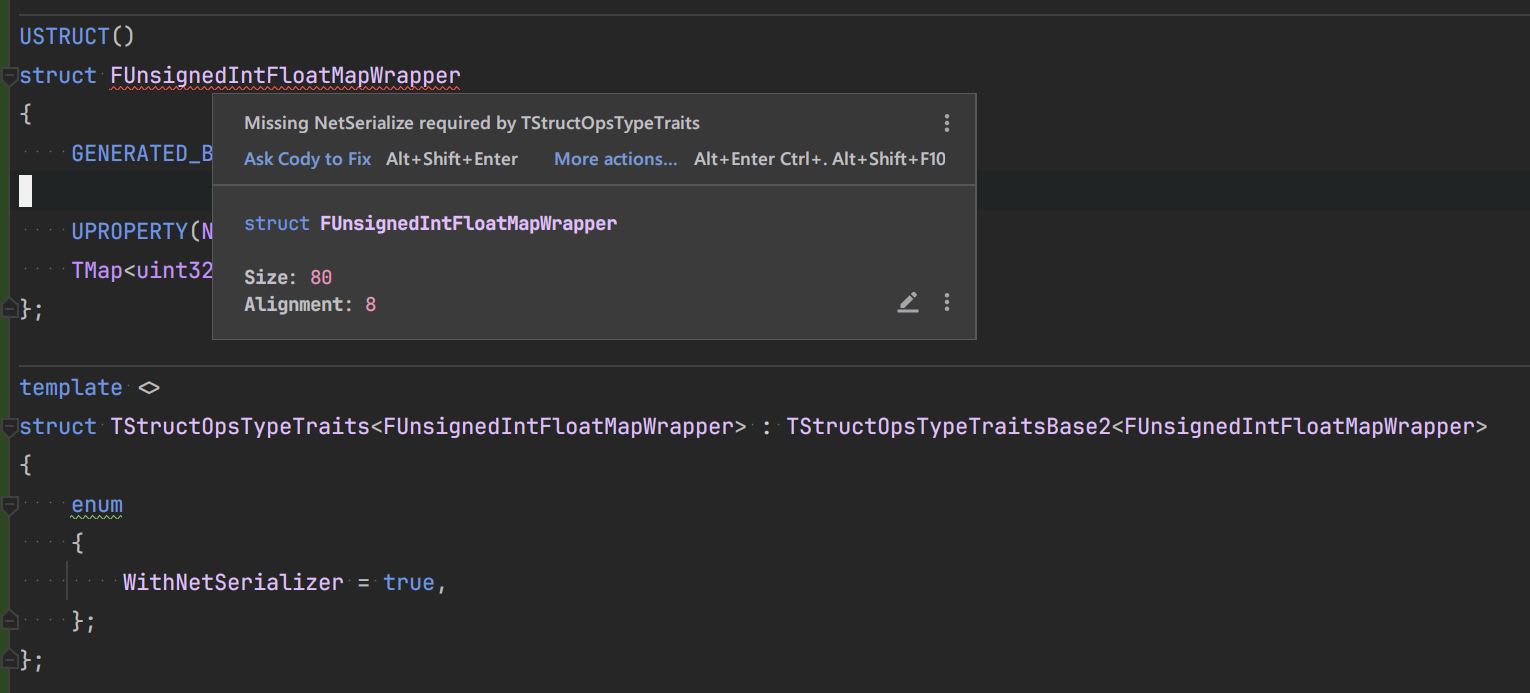 USTRUCT()
struct FUnsignedIntFloatMapWrapper
{
GENERATED_B
UPROPERTY(N
TMap<uint32
};
Missing NetSerialize required by TStructOpsTypeTraits
Ask Cody to Fix Alt+Shift+Enter More actions... Alt+Enter Ctrl+. Alt+Shift+F10
struct FUnsignedIntFloatMapWrapper
Size: 80
Alignment: 8
template <>
struct TStructOpsTypeTraits<FUnsignedIntFloatMapWrapper> : TStructOpsTypeTraitsBase2<FUnsignedIntFloatMapWrapper>
{
enum
{
WithNetSerializer = true,
};
};